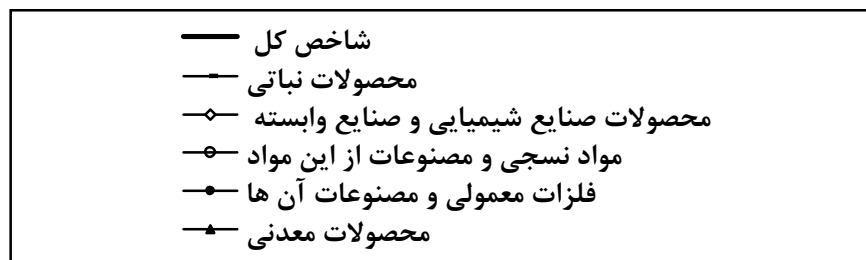 شاخص کل
محصولات نباتی
محصولات صنایع شیمیایی و صنایع وابسته
مواد نسجی و مصنوعات از این مواد
فلزات معمولی و مصنوعات آن ها
محصولات معدنی